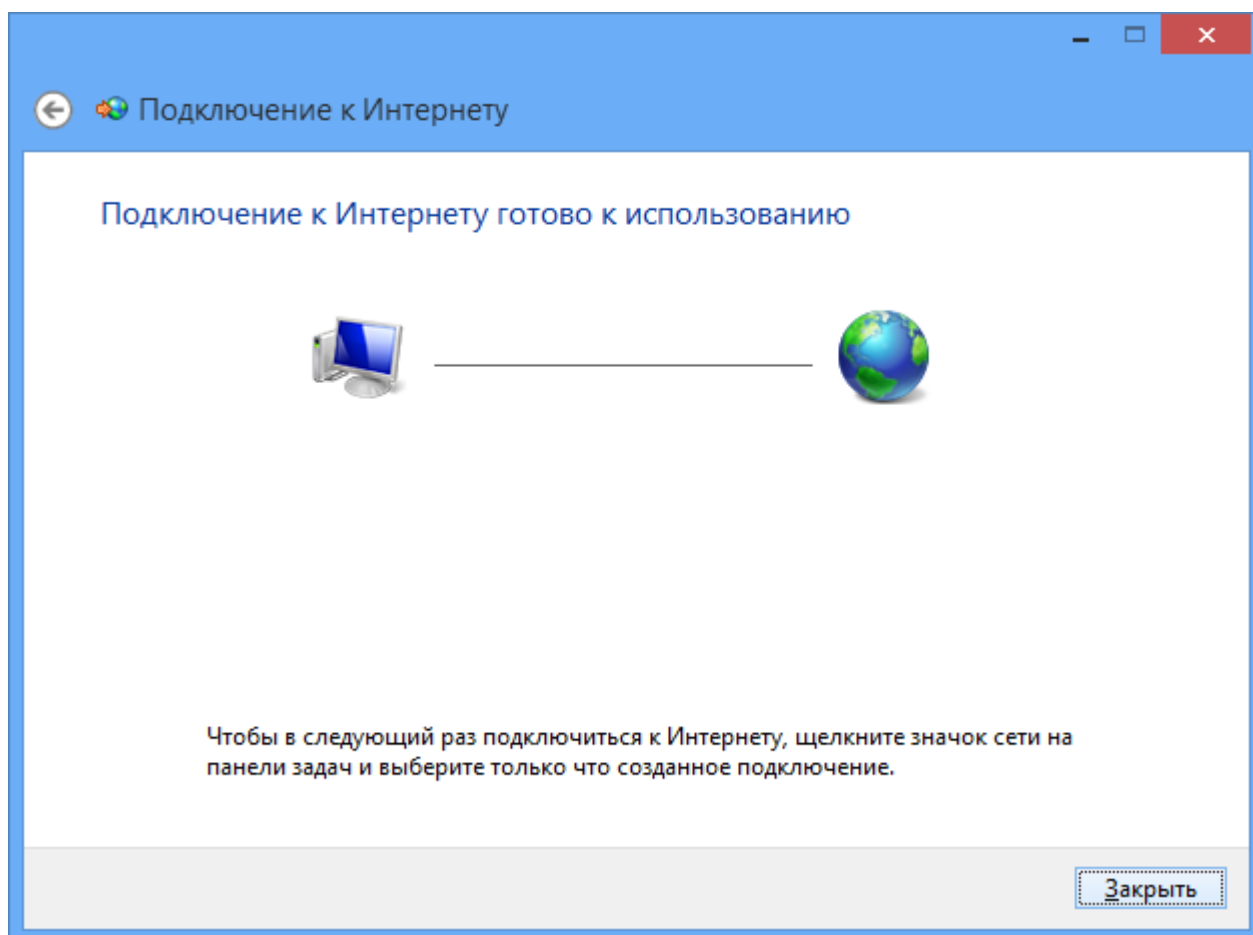 Подключение к Интернету
Подключение к Интернету готово к использованию
Чтобы в следующий раз подключиться к Интернету, щелкните значок сети на
панели задач и выберите только что созданное подключение.
Закрыть